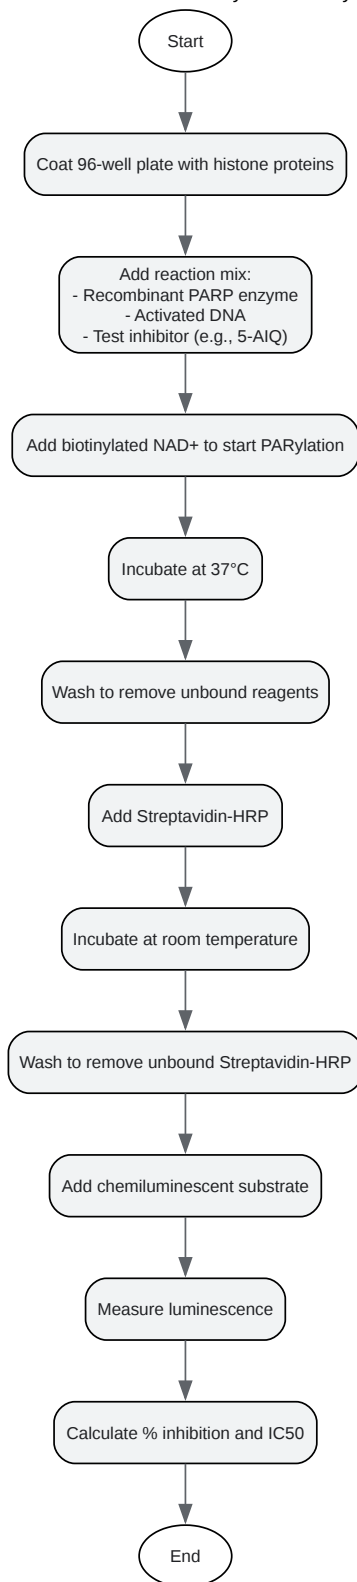 Start
Coat 96-well plate with histone proteins
Add reaction mix:
- Recombinant PARP enzyme
- Activated DNA
- Test inhibitor (e.g., 5-AIQ)
Add biotinylated NAD+ to start PARylation
Incubate at 37°C
Wash to remove unbound reagents
Add Streptavidin-HRP
Incubate at room temperature
Wash to remove unbound Streptavidin-HRP
Add chemiluminescent substrate
Measure luminescence
Calculate % inhibition and IC50
End